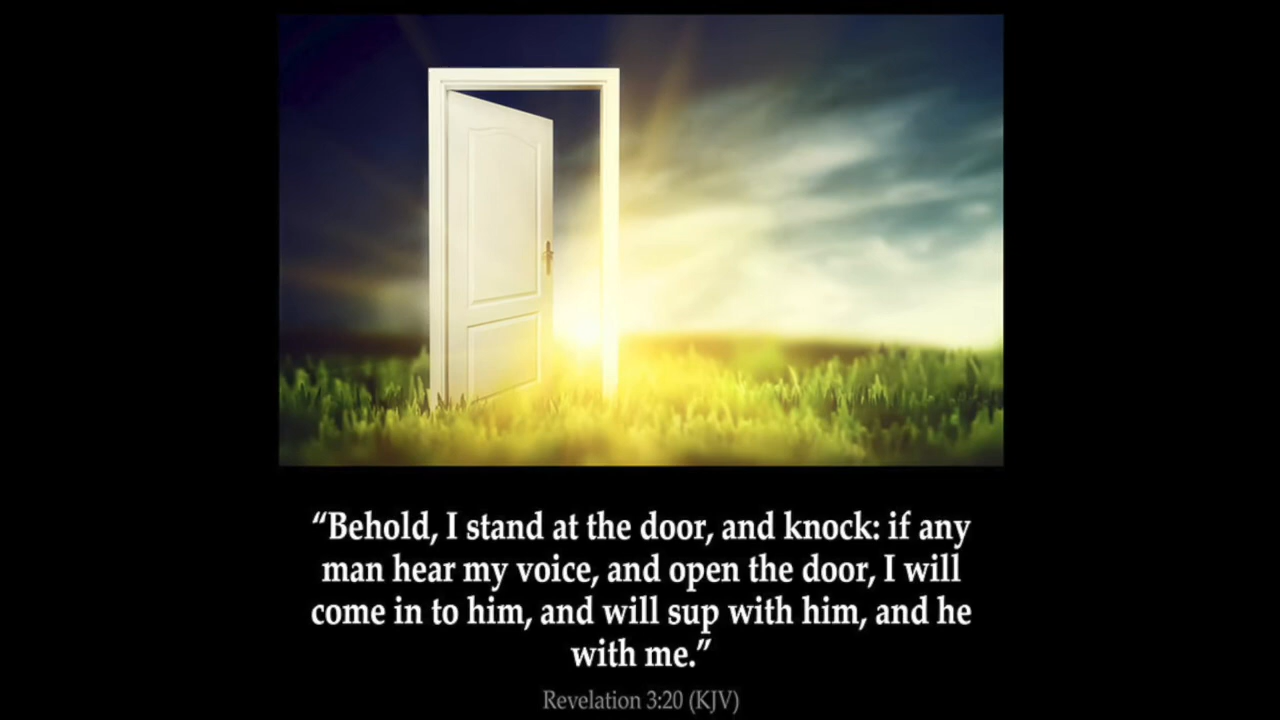 “Behold, I stand at the door, and knock: if any
man hear my voice, and open the door, I will
come in to him, and will sup with him, and he
with me.”
Revelation 3:20 (KJV)